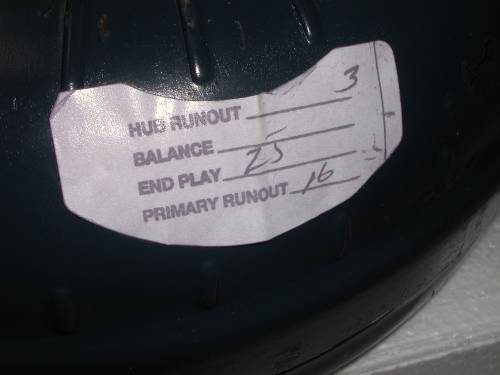 HUB RUNOUT 3
BALANCE
END PLAY 25
PRIMARY RUNOUT 16